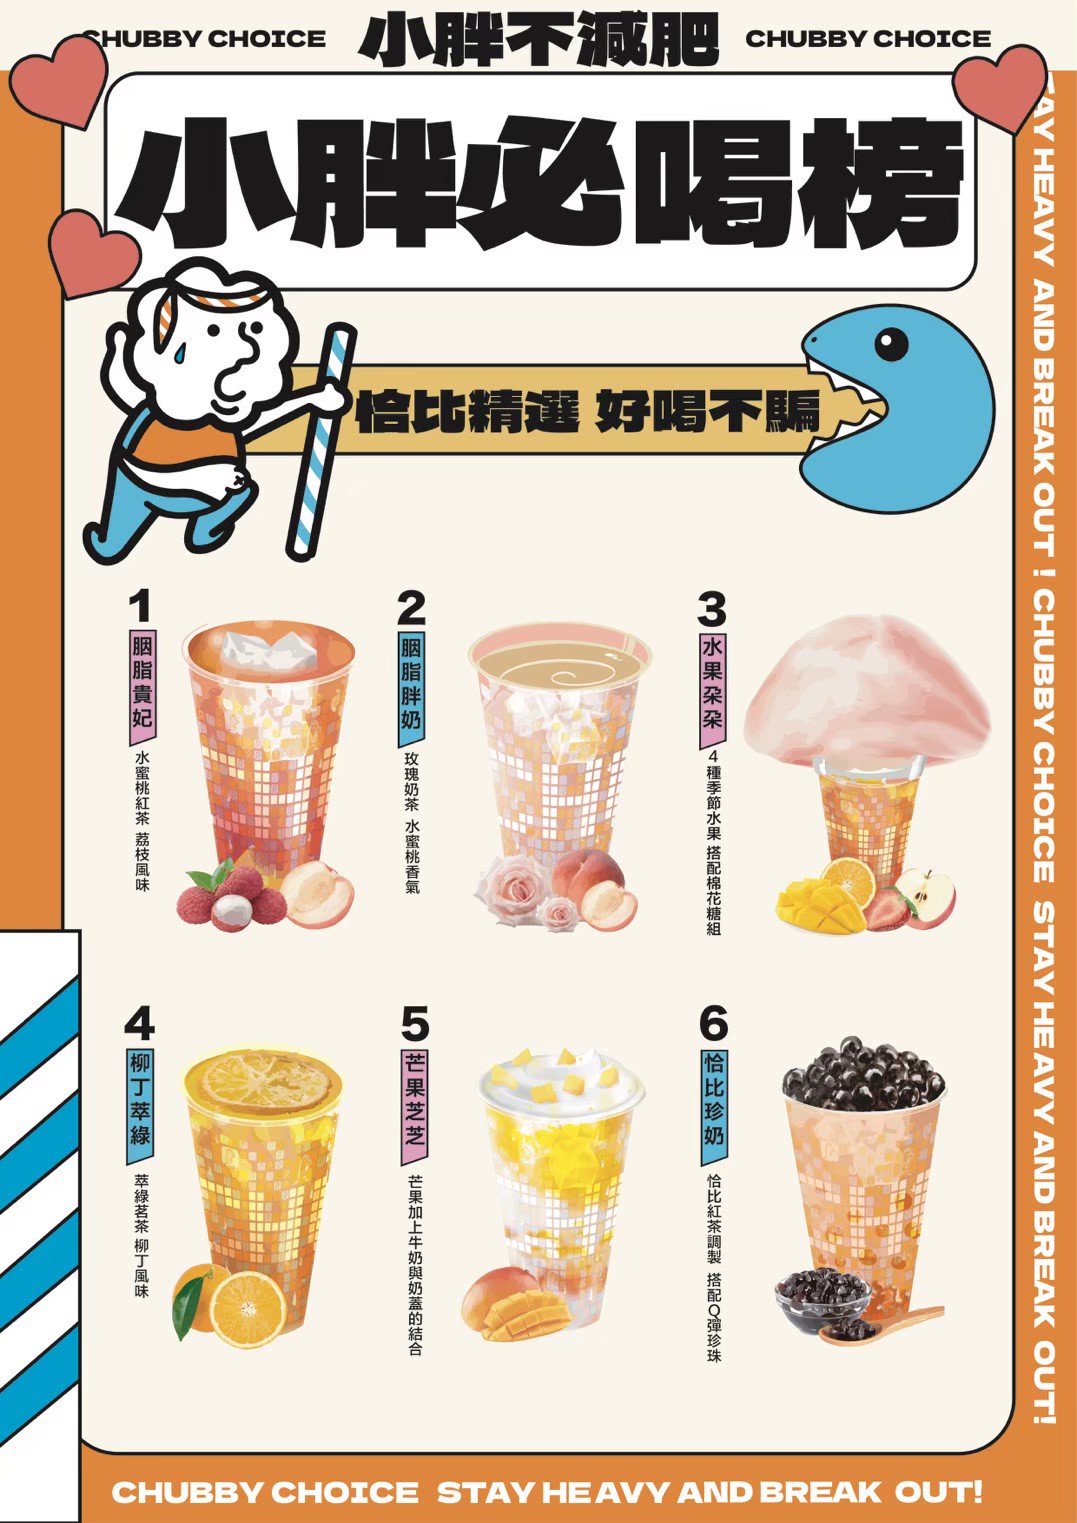 CHUBBY CHOICE
小胖不減肥
CHUBBY CHOICE
小胖必喝榜
恰比精選 好喝不騙
1
胭脂貴妃
水蜜桃紅茶 荔枝風味
2
胭脂胖奶
玫瑰奶茶 水蜜桃香氣
3
水果朵朵
4種季節水果 搭配棉花糖組
4
柳丁萃綠
萃綠茗茶 柳丁風味
5
芒果芝芝
芒果加上牛奶與奶蓋的結合
6
恰比珍奶
恰比紅茶調製 搭配Q彈珍珠
TAY HEAVY AND BREAK OUT ! CHUBBY CHOICE STAY HEAVY AND BREAK OUT!
CHUBBY CHOICE STAY HEAVY AND BREAK OUT!